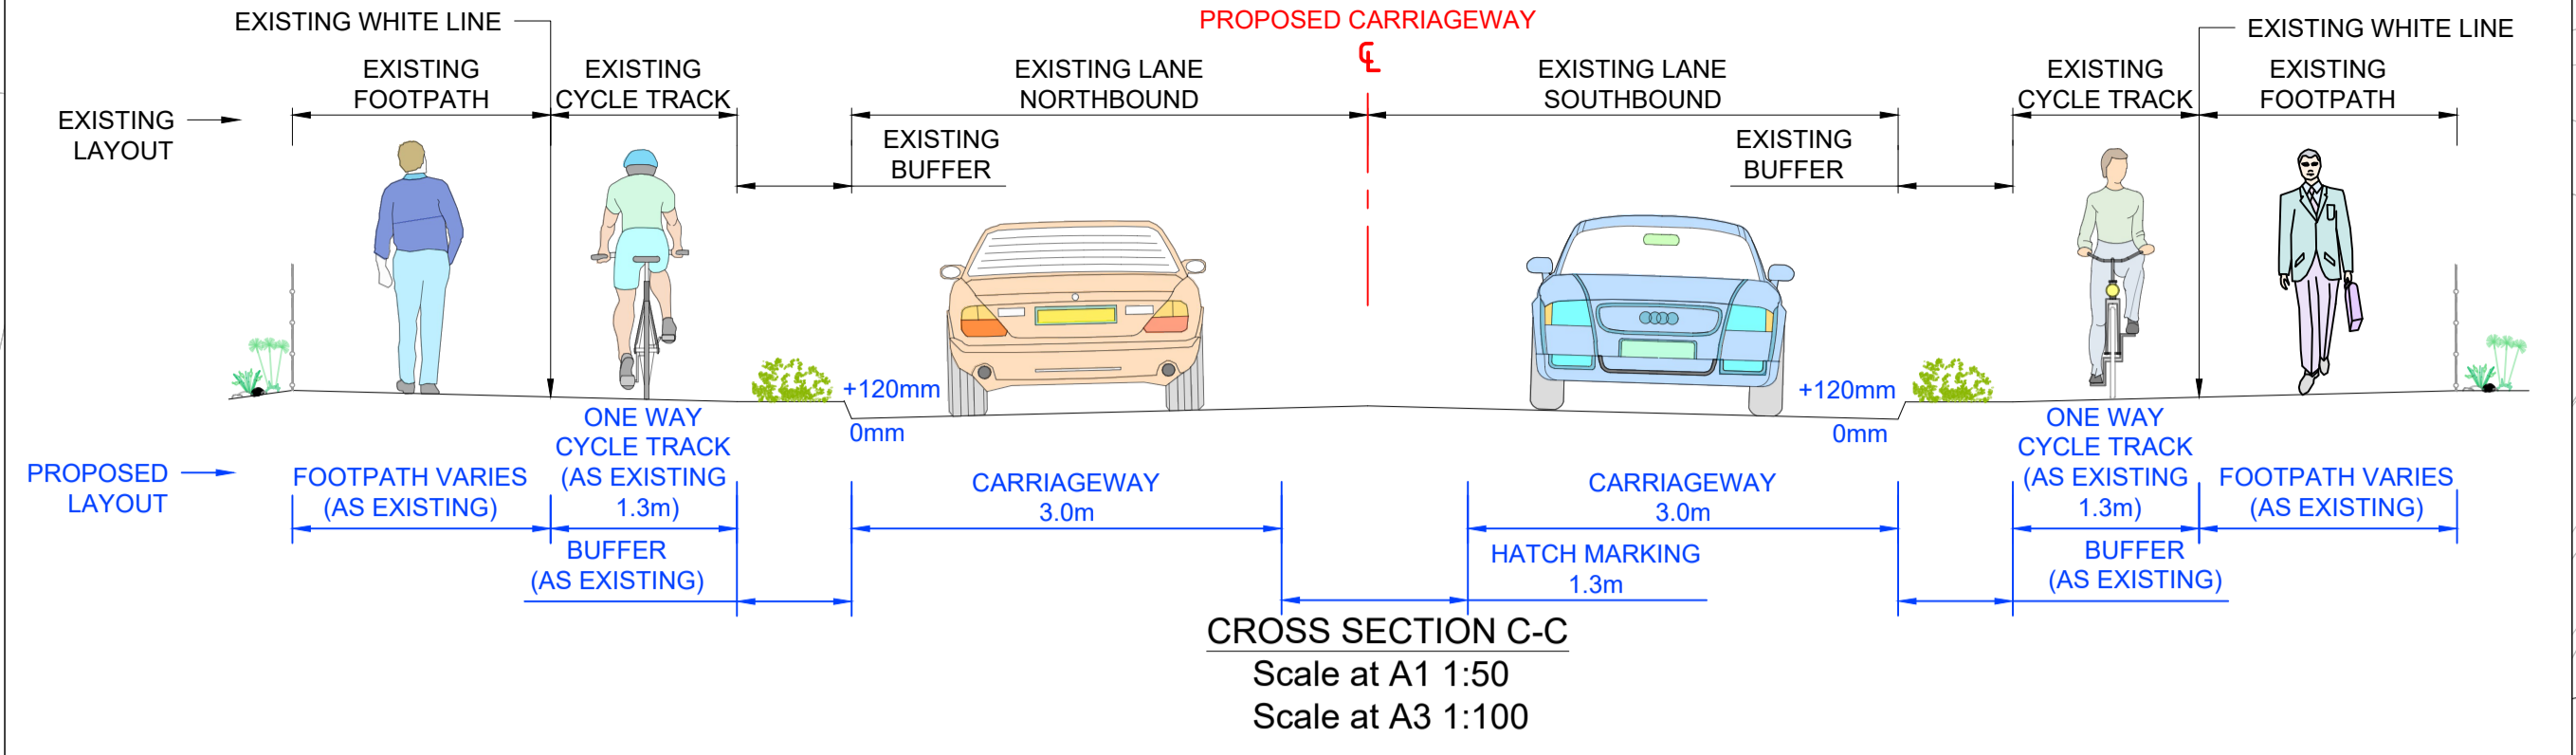 EXISTING WHITE LINE
PROPOSED CARRIAGEWAY
℄
EXISTING WHITE LINE
EXISTING
FOOTPATH
EXISTING
CYCLE TRACK
EXISTING LANE
NORTHBOUND
EXISTING LANE
SOUTHBOUND
EXISTING
CYCLE TRACK
EXISTING
FOOTPATH
EXISTING
LAYOUT
EXISTING
BUFFER
EXISTING
BUFFER
+120mm
0mm
+120mm
0mm
PROPOSED
LAYOUT
FOOTPATH VARIES
(AS EXISTING)
ONE WAY
CYCLE TRACK
(AS EXISTING
1.3m)
BUFFER
(AS EXISTING)
CARRIAGEWAY
3.0m
HATCH MARKING
1.3m
CARRIAGEWAY
3.0m
ONE WAY
CYCLE TRACK
(AS EXISTING
1.3m)
BUFFER
(AS EXISTING)
FOOTPATH VARIES
(AS EXISTING)
CROSS SECTION C-C
Scale at A1 1:50
Scale at A3 1:100